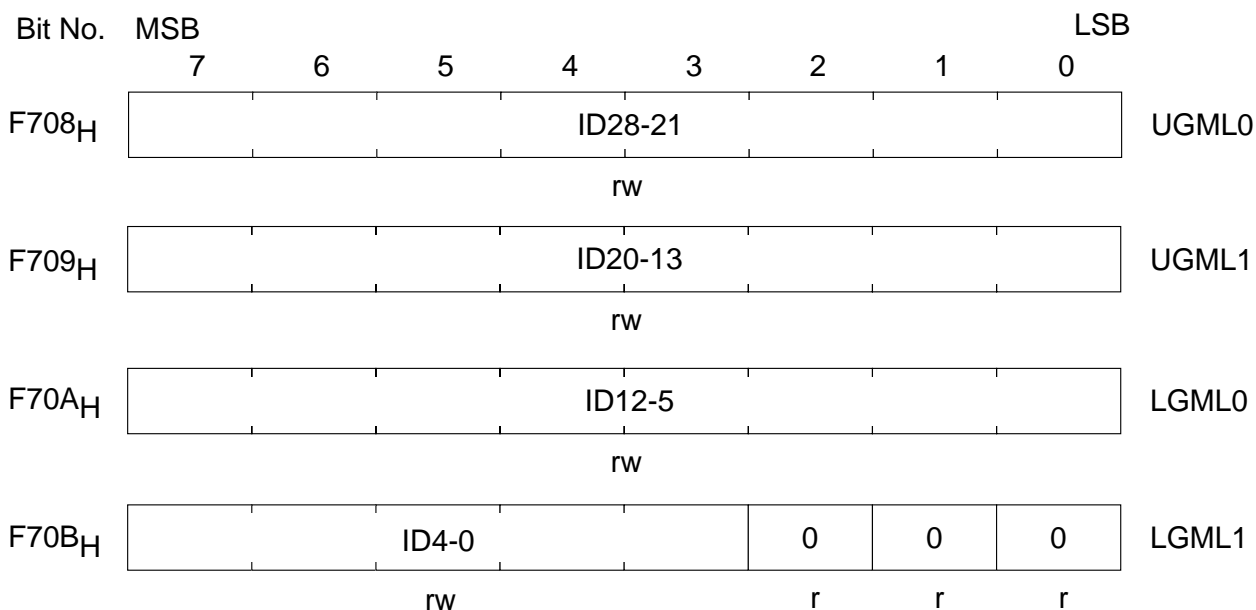 Bit No. MSB LSB
7 6 5 4 3 2 1 0
F708H ID28-21 UGML0
rw
F709H ID20-13 UGML1
rw
F70AH ID12-5 LGML0
rw
F70BH ID4-0 0 0 0 LGML1
rw r r r